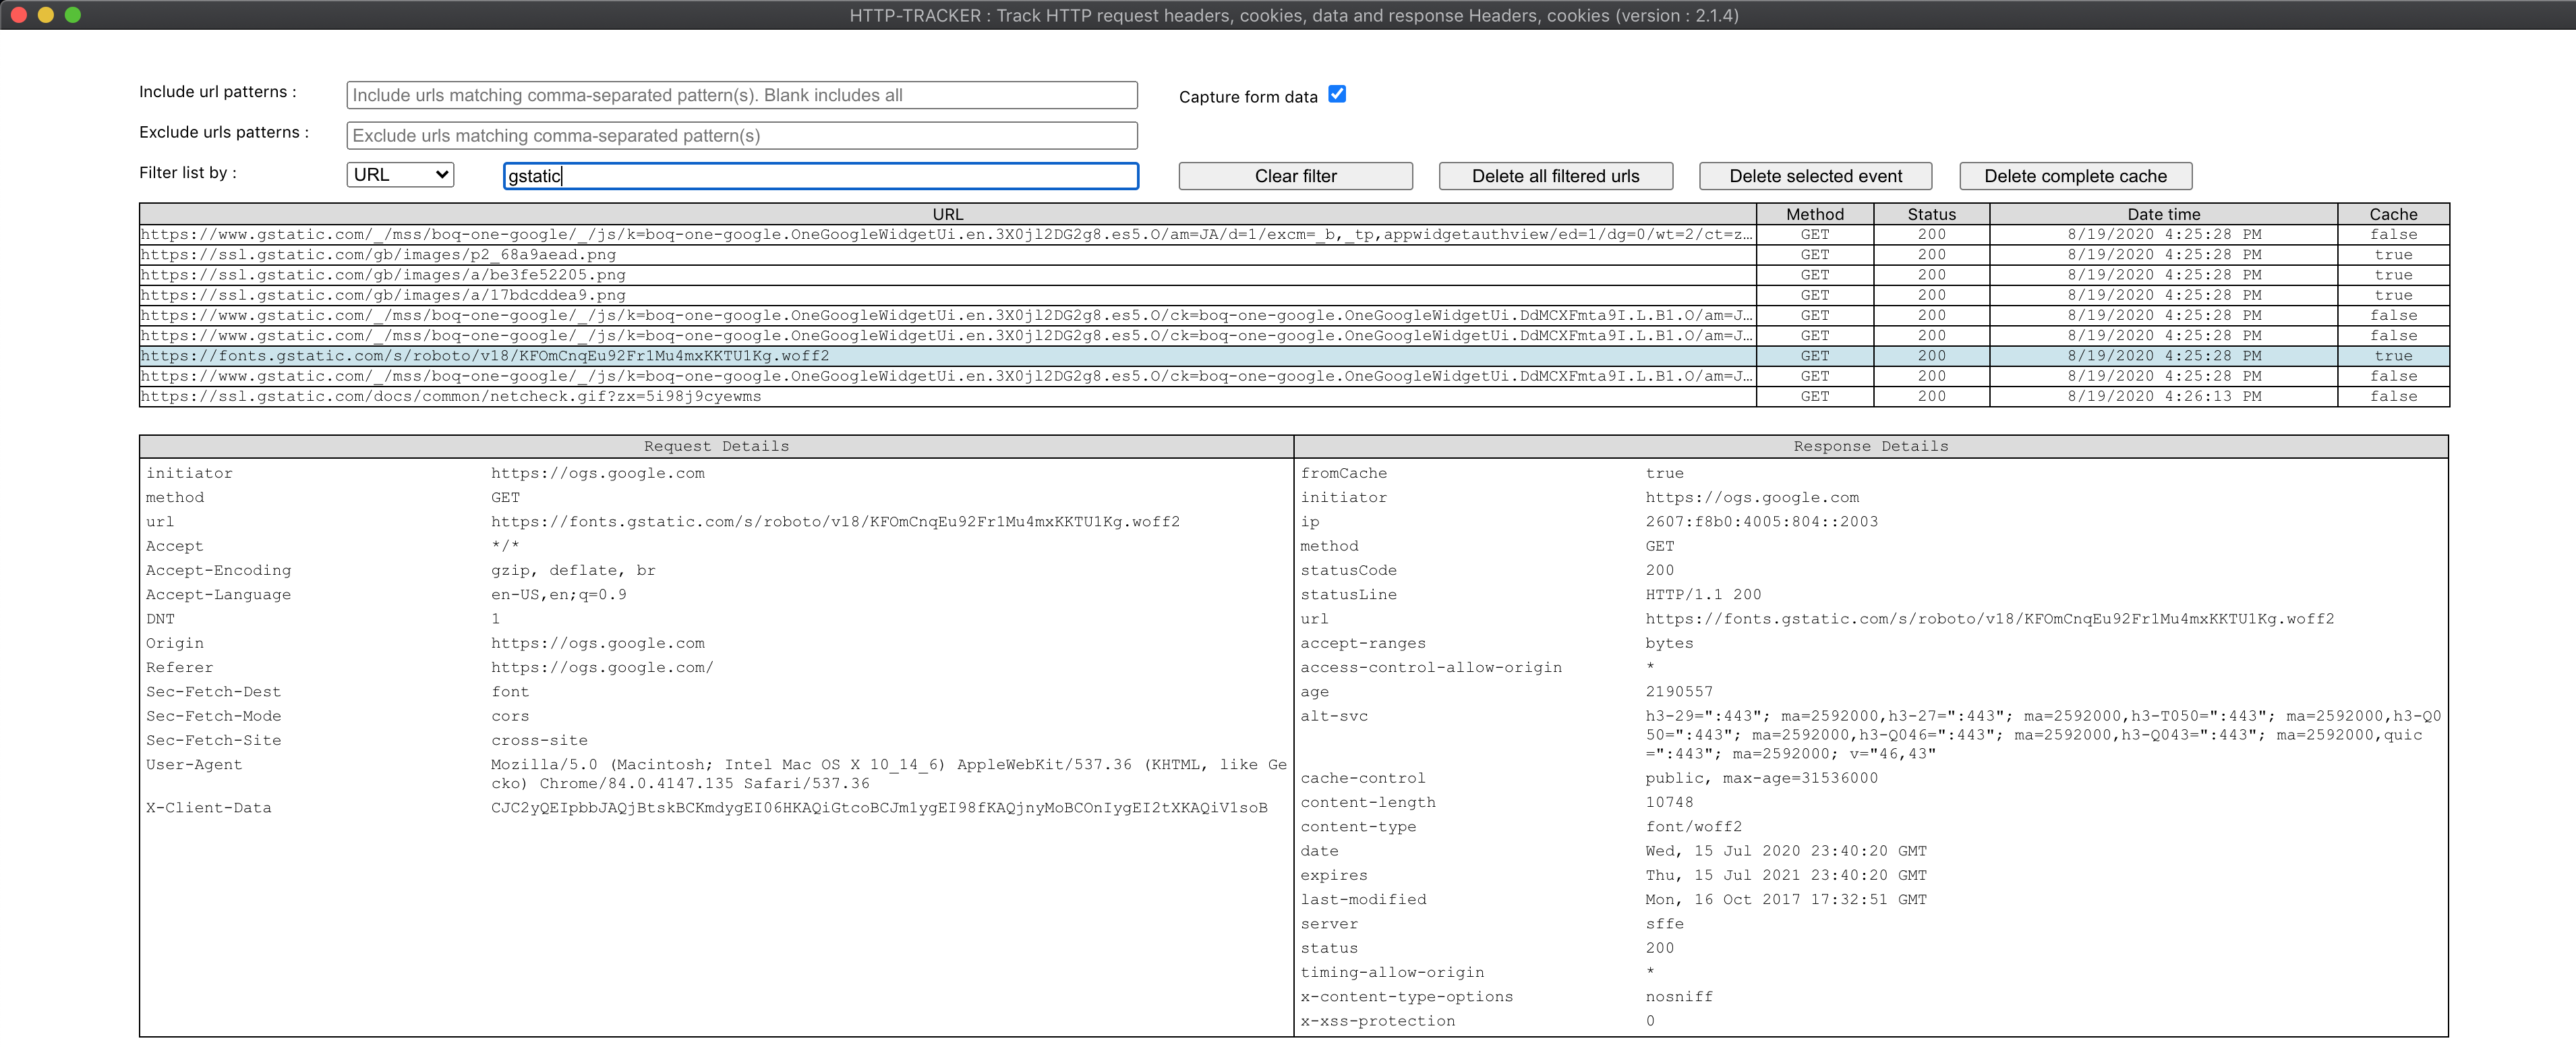 HTTP-TRACKER : Track HTTP request headers, cookies, data and response Headers, cookies (version : 2.1.4)
Include url patterns : Include urls matching comma-separated pattern(s). Blank includes all Capture form data
Exclude urls patterns : Exclude urls matching comma-separated pattern(s)
Filter list by : URL gstatic Clear filter Delete all filtered urls Delete selected event Delete complete cache
URL Method Status Date time Cache
https://www.gstatic.com/_/mss/boq-one-google/_/js/k=boq-one-google.OneGoogleWidgetUi.en.3X0jl2DG2g8.es5.O/am=JA/d=1/excm=_b,_tp,appwidgetauthview/ed=1/dg=0/wt=2/ct=z… GET 200 8/19/2020 4:25:28 PM false
https://ssl.gstatic.com/gb/images/p2_68a9aead.png GET 200 8/19/2020 4:25:28 PM true
https://ssl.gstatic.com/gb/images/a/be3fe52205.png GET 200 8/19/2020 4:25:28 PM true
https://ssl.gstatic.com/gb/images/a/17bdcddea9.png GET 200 8/19/2020 4:25:28 PM true
https://www.gstatic.com/_/mss/boq-one-google/_/js/k=boq-one-google.OneGoogleWidgetUi.en.3X0jl2DG2g8.es5.O/ck=boq-one-google.OneGoogleWidgetUi.DdMCXFmta9I.L.B1.O/am=J… GET 200 8/19/2020 4:25:28 PM false
https://www.gstatic.com/_/mss/boq-one-google/_/js/k=boq-one-google.OneGoogleWidgetUi.en.3X0jl2DG2g8.es5.O/ck=boq-one-google.OneGoogleWidgetUi.DdMCXFmta9I.L.B1.O/am=J… GET 200 8/19/2020 4:25:28 PM false
https://fonts.gstatic.com/s/roboto/v18/KFOmCnqEu92Fr1Mu4mxKKTU1Kg.woff2 GET 200 8/19/2020 4:25:28 PM true
https://www.gstatic.com/_/mss/boq-one-google/_/js/k=boq-one-google.OneGoogleWidgetUi.en.3X0jl2DG2g8.es5.O/ck=boq-one-google.OneGoogleWidgetUi.DdMCXFmta9I.L.B1.O/am=J… GET 200 8/19/2020 4:25:28 PM false
https://ssl.gstatic.com/docs/common/netcheck.gif?zx=5i98j9cyewms GET 200 8/19/2020 4:26:13 PM false
Request Details
initiator https://ogs.google.com
method GET
url https://fonts.gstatic.com/s/roboto/v18/KFOmCnqEu92Fr1Mu4mxKKTU1Kg.woff2
Accept */*
Accept-Encoding gzip, deflate, br
Accept-Language en-US,en;q=0.9
DNT 1
Origin https://ogs.google.com
Referer https://ogs.google.com/
Sec-Fetch-Dest font
Sec-Fetch-Mode cors
Sec-Fetch-Site cross-site
User-Agent Mozilla/5.0 (Macintosh; Intel Mac OS X 10_14_6) AppleWebKit/537.36 (KHTML, like Ge
cko) Chrome/84.0.4147.135 Safari/537.36
X-Client-Data CJC2yQEIpbbJAQjBtskBCKmdygEI06HKAQiGtcoBCJm1ygEI98fKAQjnyMoBCOnIygEI2tXKAQiV1soB
Response Details
fromCache true
initiator https://ogs.google.com
ip 2607:f8b0:4005:804::2003
method GET
statusCode 200
statusLine HTTP/1.1 200
url https://fonts.gstatic.com/s/roboto/v18/KFOmCnqEu92Fr1Mu4mxKKTU1Kg.woff2
accept-ranges bytes
access-control-allow-origin *
age 2190557
alt-svc h3-29=":443"; ma=2592000,h3-27=":443"; ma=2592000,h3-T050=":443"; ma=2592000,h3-Q0
50=":443"; ma=2592000,h3-Q046=":443"; ma=2592000,h3-Q043=":443"; ma=2592000,quic
=":443"; ma=2592000; v="46,43"
cache-control public, max-age=31536000
content-length 10748
content-type font/woff2
date Wed, 15 Jul 2020 23:40:20 GMT
expires Thu, 15 Jul 2021 23:40:20 GMT
last-modified Mon, 16 Oct 2017 17:32:51 GMT
server sffe
status 200
timing-allow-origin *
x-content-type-options nosniff
x-xss-protection 0